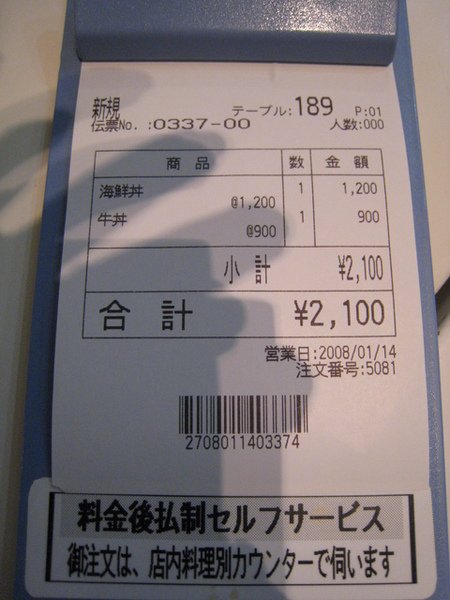 新規 テーブル:189 P:01
伝票No. :0337-00 人数:000
商品 数 金額
海鮮丼 1 1,200
@1,200
牛丼 1 900
@900
小計 ¥2,100
合計 ¥2,100
営業日:2008/01/14
注文番号:5081
2708011403374
料金後払制セルフサービス
御注文は、店内料理別カウンターで伺います